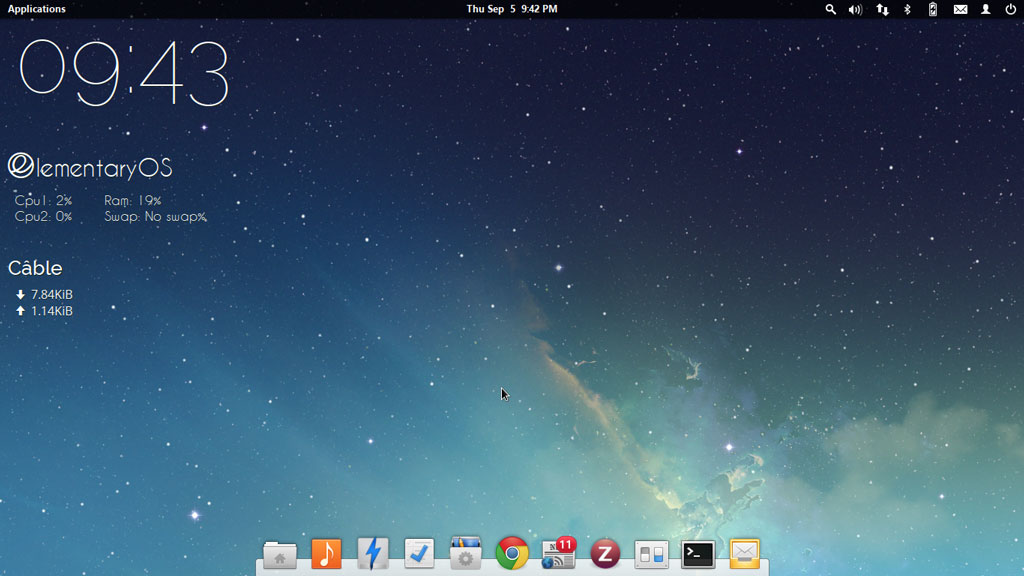 Applications
Thu Sep 5 9:42 PM
09:43
elementaryOS
Cpu1: 2%
Ram: 19%
Cpu2: 0%
Swap: No swap%
Câble
7.84KiB
1.14KiB
11
Z
>_